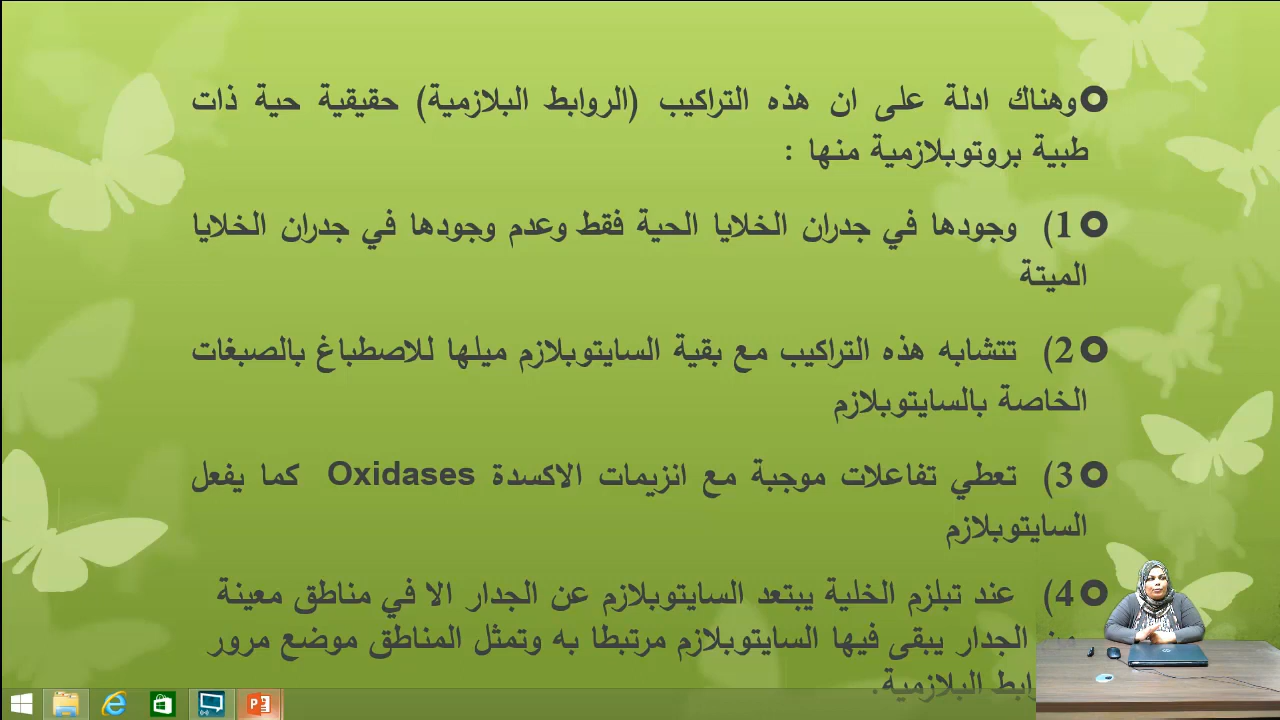 وهناك ادلة على ان هذه التراكيب (الروابط البلازمية) حقيقية حية ذات
طبية بروتوبلازمية منها :
1) وجودها في جدران الخلايا الحية فقط وعدم وجودها في جدران الخلايا
الميتة
2) تتشابه هذه التراكيب مع بقية السايتوبلازم ميلها للاصطباغ بالصبغات
الخاصة بالسايتوبلازم
3) تعطي تفاعلات موجبة مع انزيمات الاكسدة Oxidases كما يفعل
السايتوبلازم
4) عند تبلزم الخلية يبتعد السايتوبلازم عن الجدار الا في مناطق معينة
الجدار يبقى فيها السايتوبلازم مرتبطا به وتمثل المناطق موضع مرور
البلازمية.